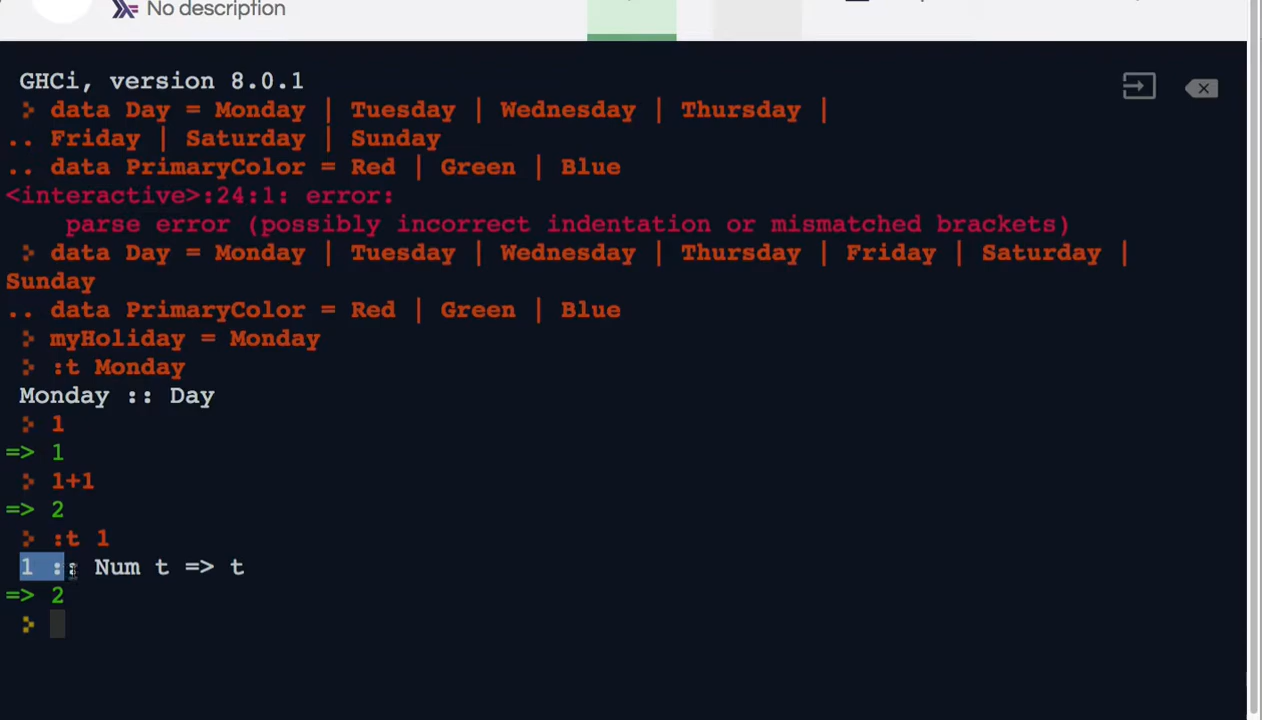 No description
GHCi, version 8.0.1
data Day = Monday | Tuesday | Wednesday | Thursday |
.. Friday | Saturday | Sunday
.. data PrimaryColor = Red | Green | Blue
<interactive>:24:1: error:
parse error (possibly incorrect indentation or mismatched brackets)
data Day = Monday | Tuesday | Wednesday | Thursday | Friday | Saturday |
Sunday
.. data PrimaryColor = Red | Green | Blue
myHoliday = Monday
:t Monday
Monday :: Day
1
=> 1
1+1
=> 2
:t 1
1 :: Num t => t
=> 2